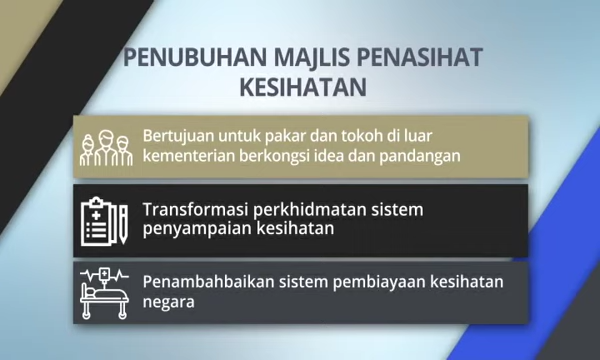 PENUBUHAN MAJLIS PENASIHAT
KESIHATAN
Bertujuan untuk pakar dan tokoh di luar
kementerian berkongsi idea dan pandangan
Transformasi perkhidmatan sistem
penyampaian kesihatan
Penambahbaikan sistem pembiayaan kesihatan
negara